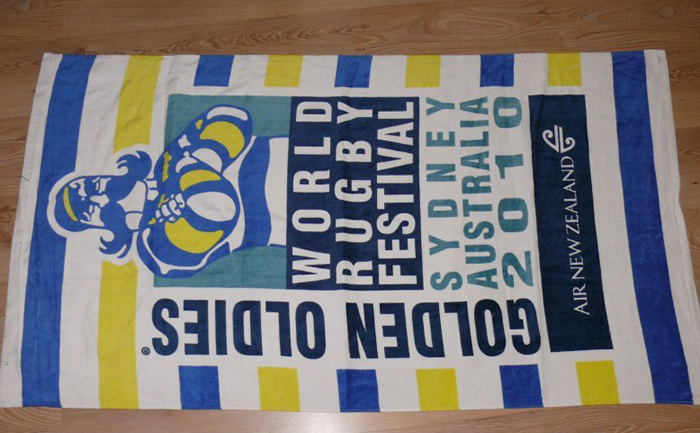 GOLDEN OLDIES®
WORLD
RUGBY
FESTIVAL
SYDNEY
AUSTRALIA
2010
AIR NEW ZEALAND